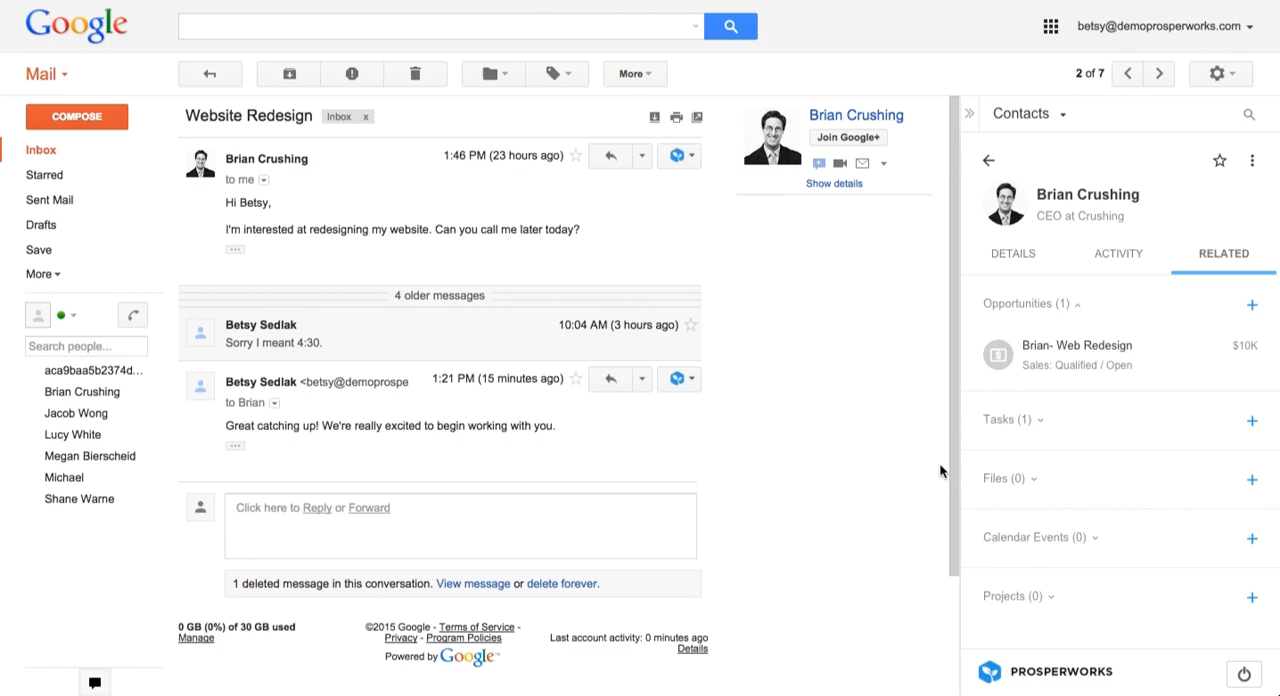 Google
betsy@demoprosperworks.com
Mail
More
2 of 7
COMPOSE
Inbox
Starred
Sent Mail
Drafts
Save
More
Search people...
aca9baa5b2374d...
Brian Crushing
Jacob Wong
Lucy White
Megan Bierscheid
Michael
Shane Warne
Website Redesign
Inbox x
Brian Crushing
1:46 PM (23 hours ago)
to me
Hi Betsy,
I'm interested at redesigning my website. Can you call me later today?
4 older messages
Betsy Sedlak
10:04 AM (3 hours ago)
Sorry I meant 4:30.
Betsy Sedlak <betsy@demoprospe
1:21 PM (15 minutes ago)
to Brian
Great catching up! We're really excited to begin working with you.
Click here to Reply or Forward
1 deleted message in this conversation. View message or delete forever.
0 GB (0%) of 30 GB used
Manage
©2015 Google - Terms of Service -
Privacy - Program Policies
Powered by Google™
Last account activity: 0 minutes ago
Details
Brian Crushing
Join Google+
Show details
Contacts
Brian Crushing
CEO at Crushing
DETAILS
ACTIVITY
RELATED
Opportunities (1)
Brian- Web Redesign
$10K
Sales: Qualified / Open
Tasks (1)
Files (0)
Calendar Events (0)
Projects (0)
PROSPERWORKS